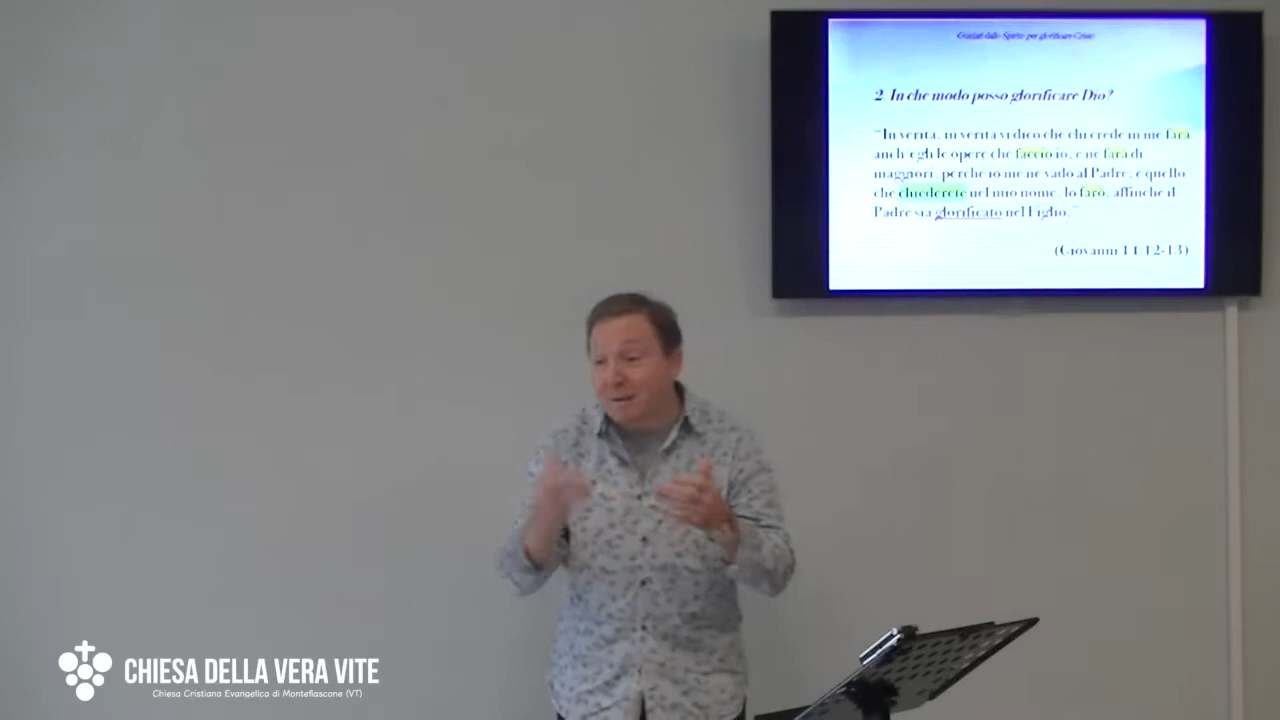 Guidati dallo Spirito per glorificare Cristo
2 In che modo posso glorificare Dio?
“In verità, in verità vi dico che chi crede in me farà
anch'egli le opere che faccio io; e ne farà di
maggiori, perché io me ne vado al Padre; e quello
che chiederete nel mio nome, lo farò, affinché il
Padre sia glorificato nel Figlio.”
(Giovanni 14:12-13)
CHIESA DELLA VERA VITE
Chiesa Cristiana Evangelica di Montefiascone (VT)